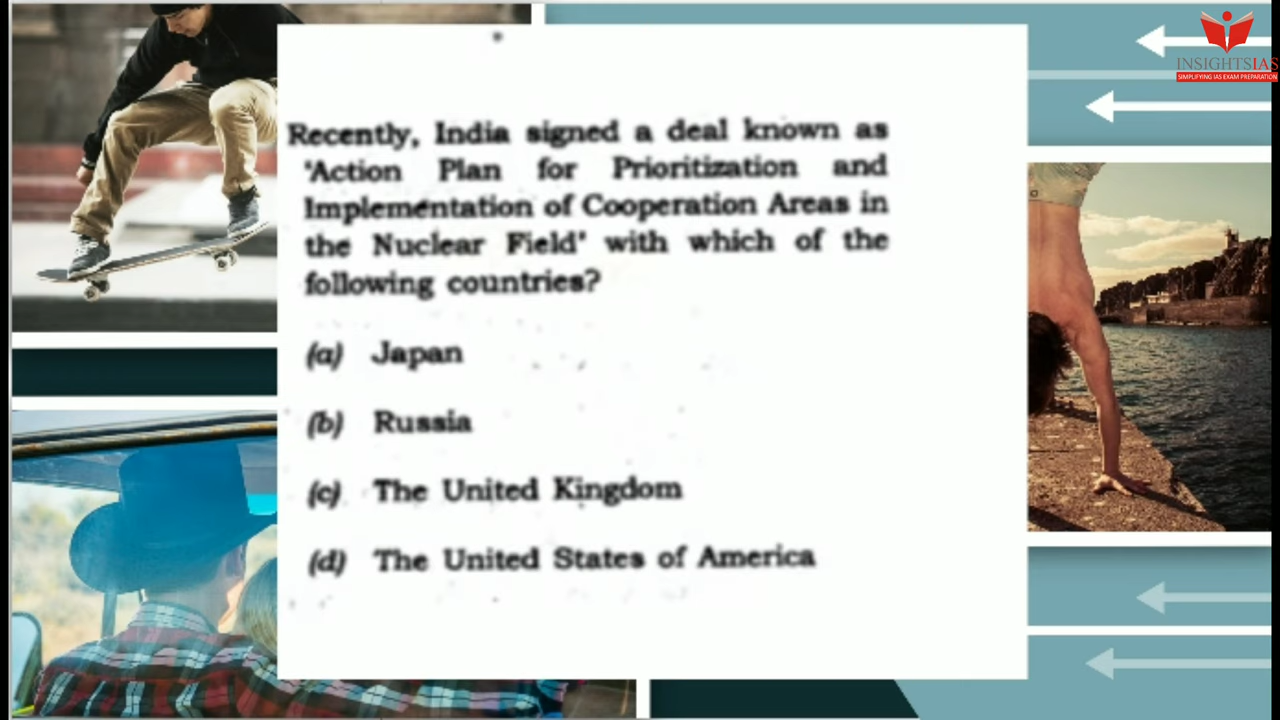 INSIGHTSIAS
SIMPLIFYING IAS EXAM PREPARATION
Recently, India signed a deal known as
'Action Plan for Prioritization and
Implementation of Cooperation Areas in
the Nuclear Field' with which of the
following countries?
(a) Japan
(b) Russia
(c) The United Kingdom
(d) The United States of America